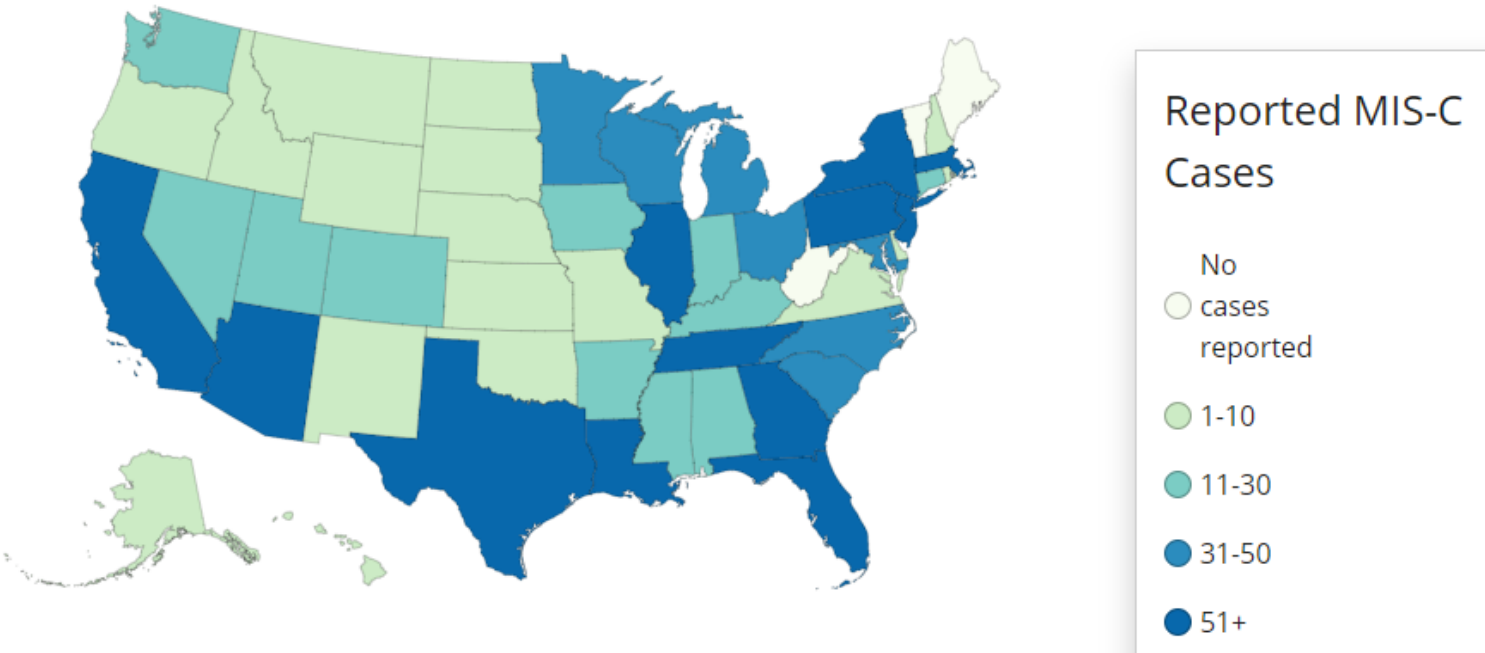 Reported MIS-C
Cases
No
cases
reported
1-10
11-30
31-50
51+